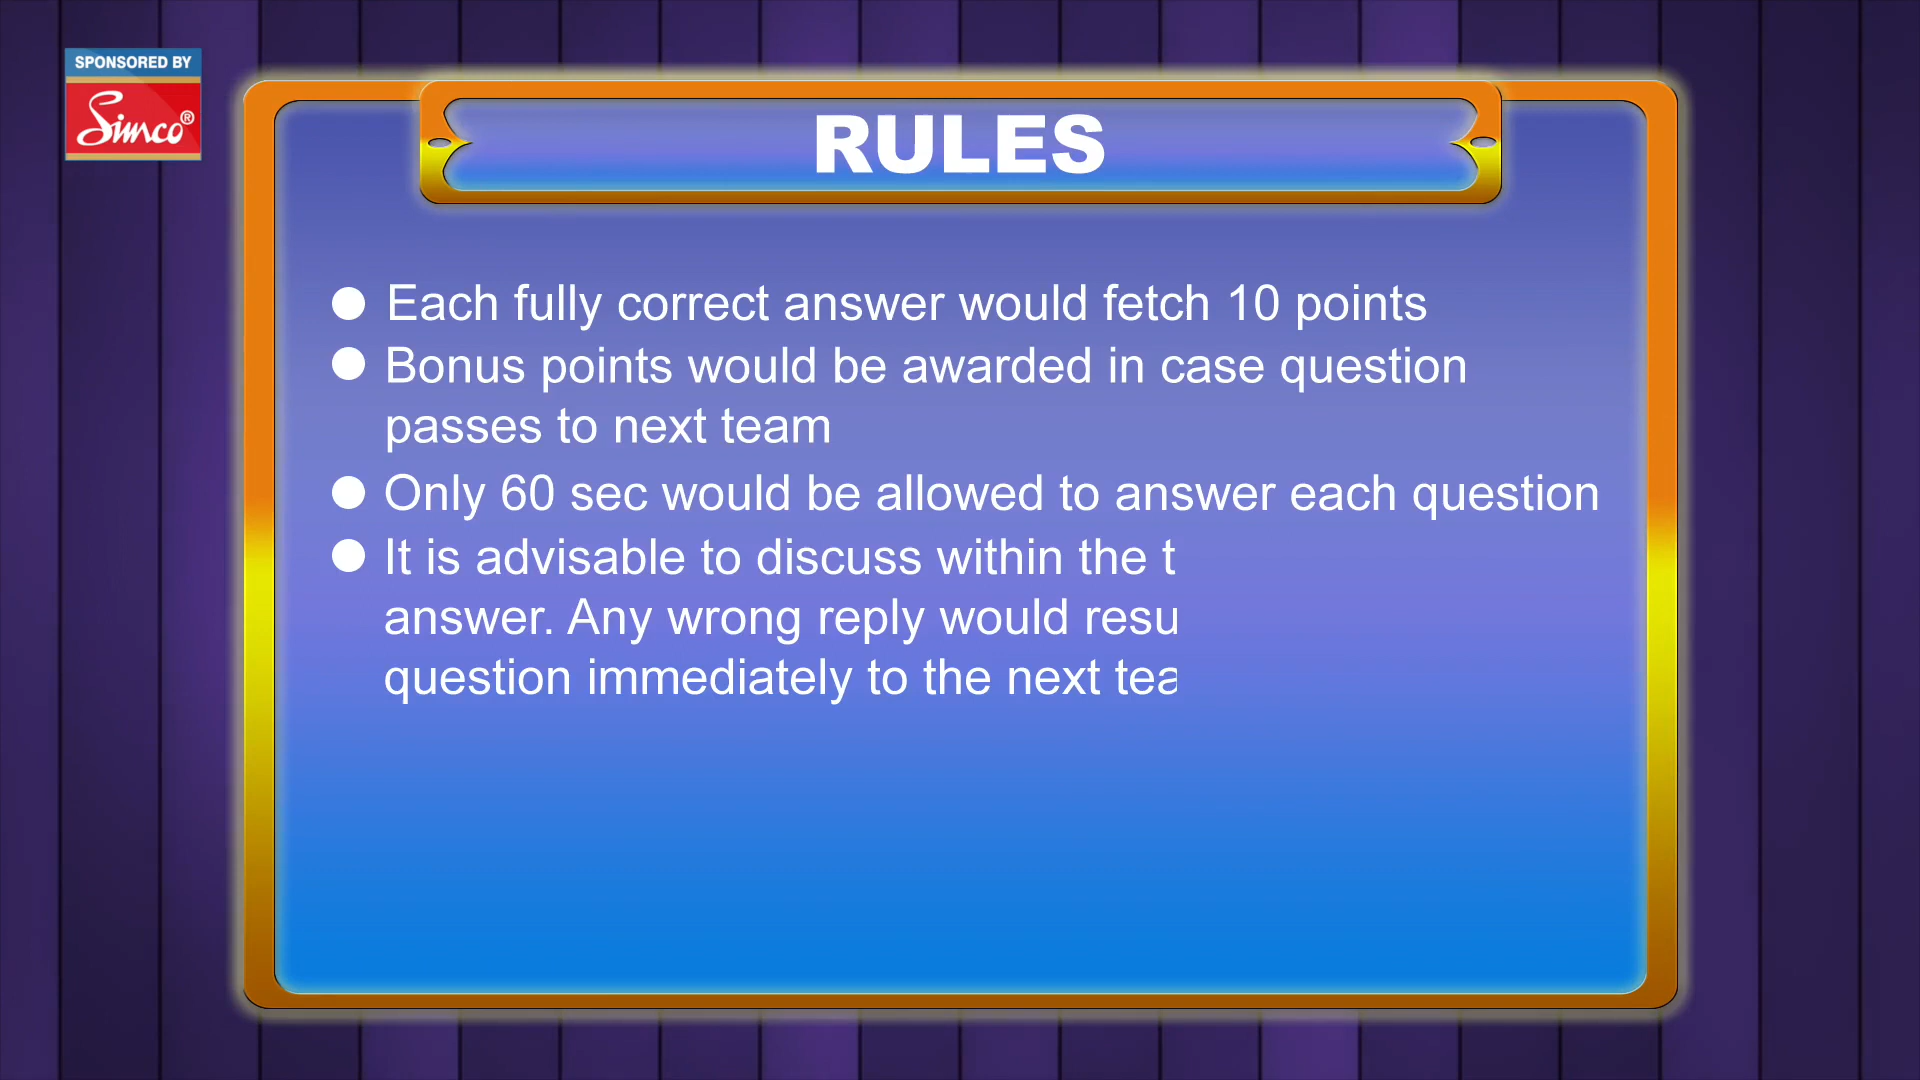 SPONSORED BY
Simco®
RULES
● Each fully correct answer would fetch 10 points
● Bonus points would be awarded in case question
passes to next team
● Only 60 sec would be allowed to answer each question
● It is advisable to discuss within the t
answer. Any wrong reply would resu
question immediately to the next tea